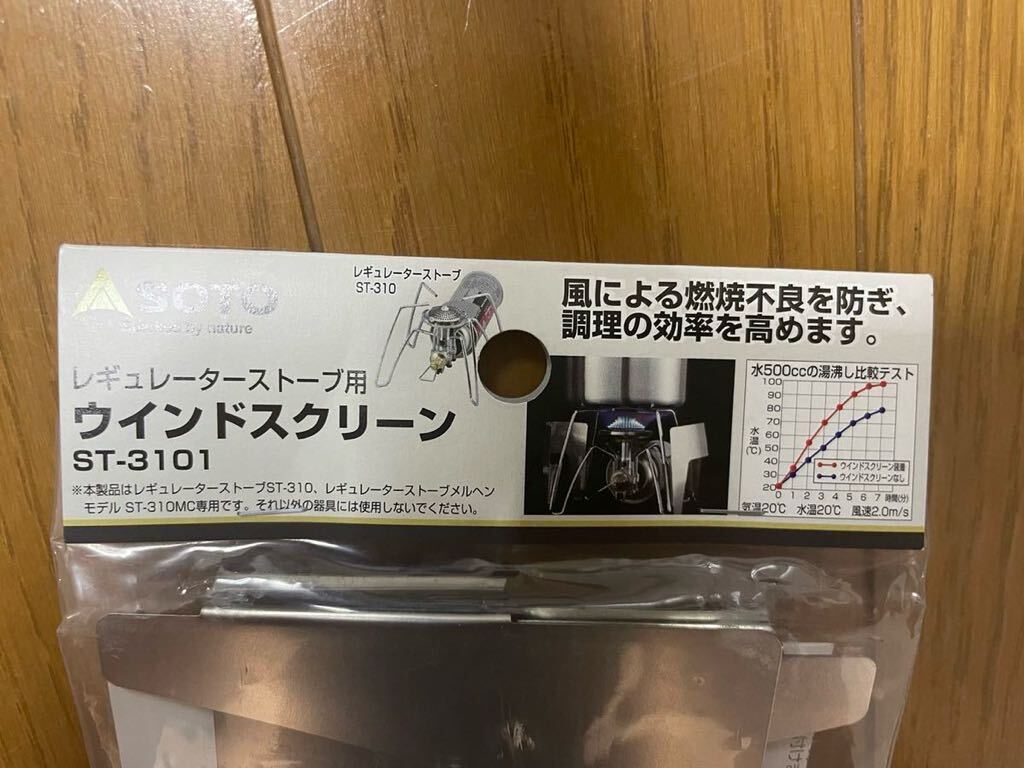 SOTO
レギュレーターストーブ
ST-310
by nature
レギュレーターストーブ用
ウインドスクリーン
ST-3101
※本製品はレギュレーターストーブST-310、レギュレーターストーブメルヘン
モデル ST-310MC専用です。それ以外の器具には使用しないでください。
風による燃焼不良を防ぎ、
調理の効率を高めます。
水500ccの湯沸し比較テスト
100
90
80
70
60
50
40
30
20
水温(℃)
ウインドスクリーン装着
ウインドスクリーンなし
0 1 2 3 4 5 6 7 時間(分)
気温20℃ 水温20℃ 風速2.0m/s